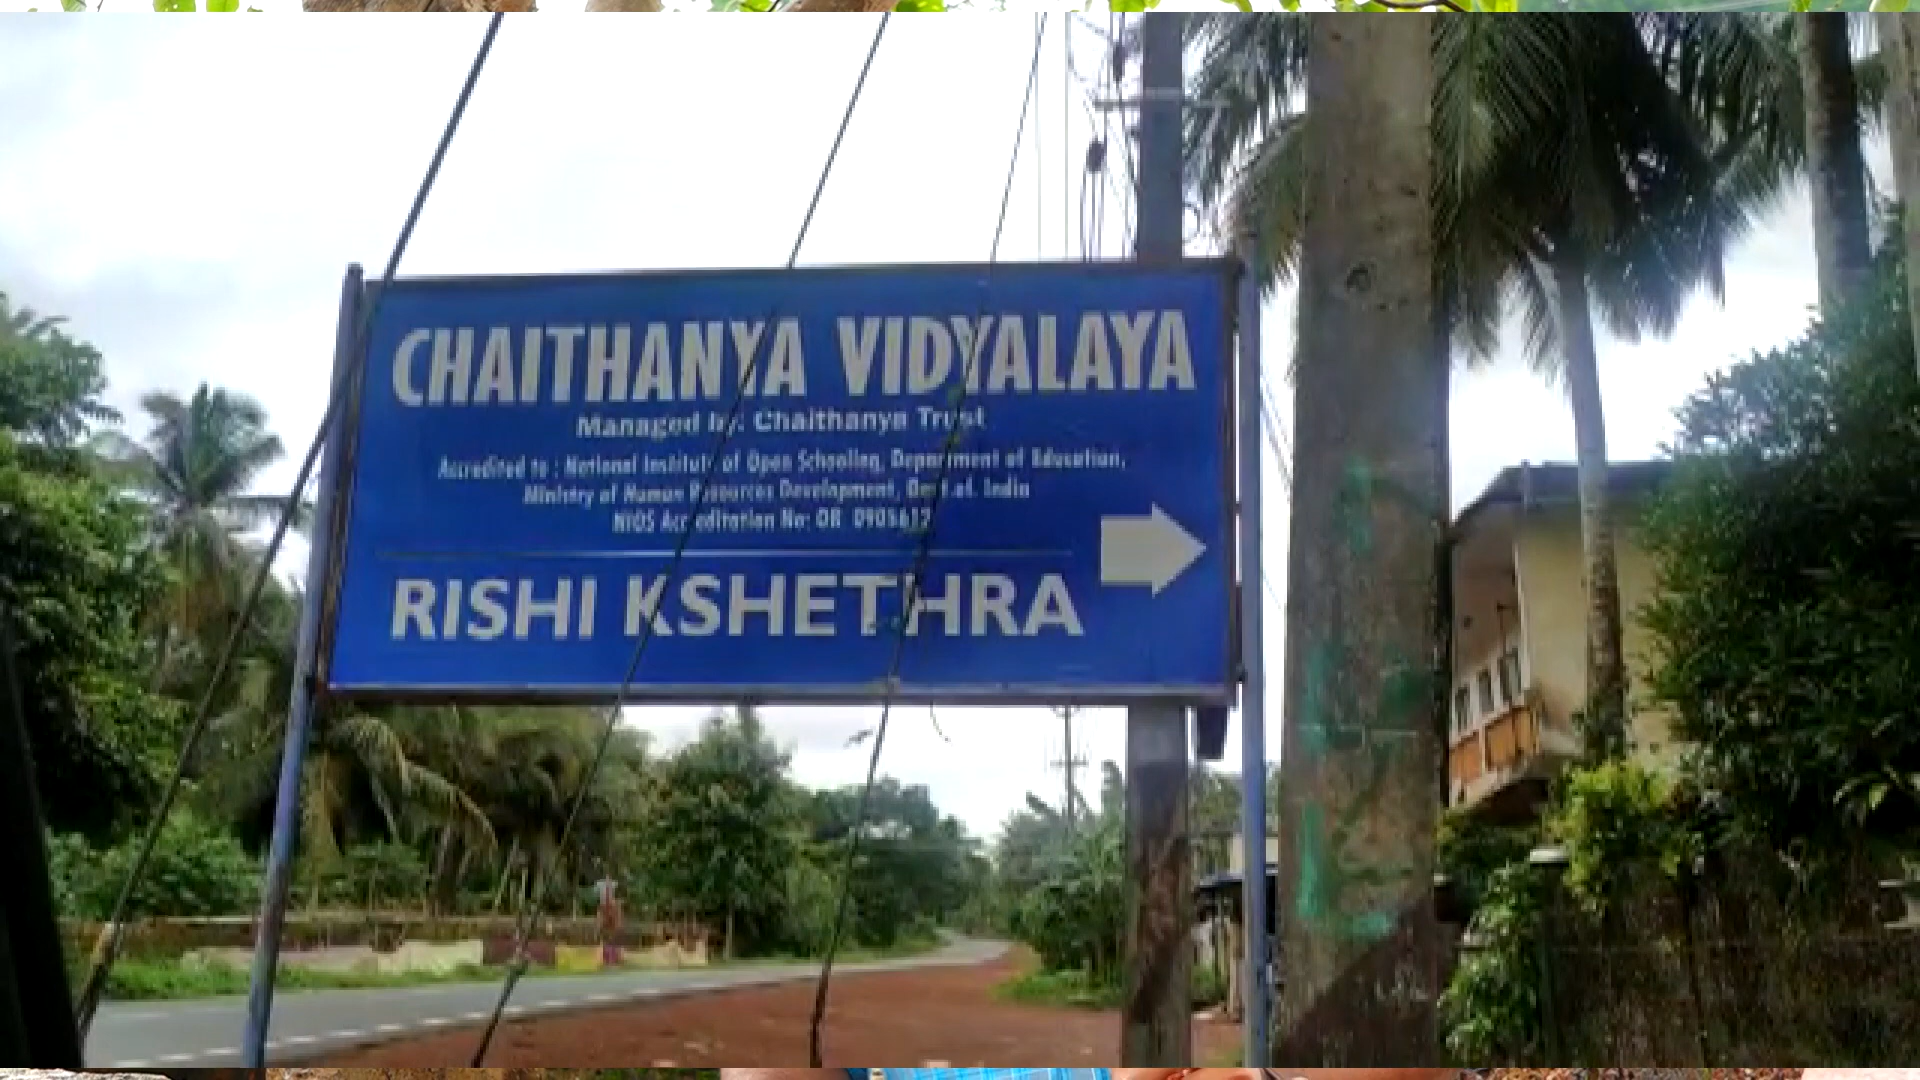 CHAITHANYA VIDYALAYA
Managed by: Chaithanya Trust
Accredited to : National Institute of Open Schooling, Department of Education,
Ministry of Human Resources Development, of. India
NIOS Accreditation No: OR
RISHI KSHETHRA